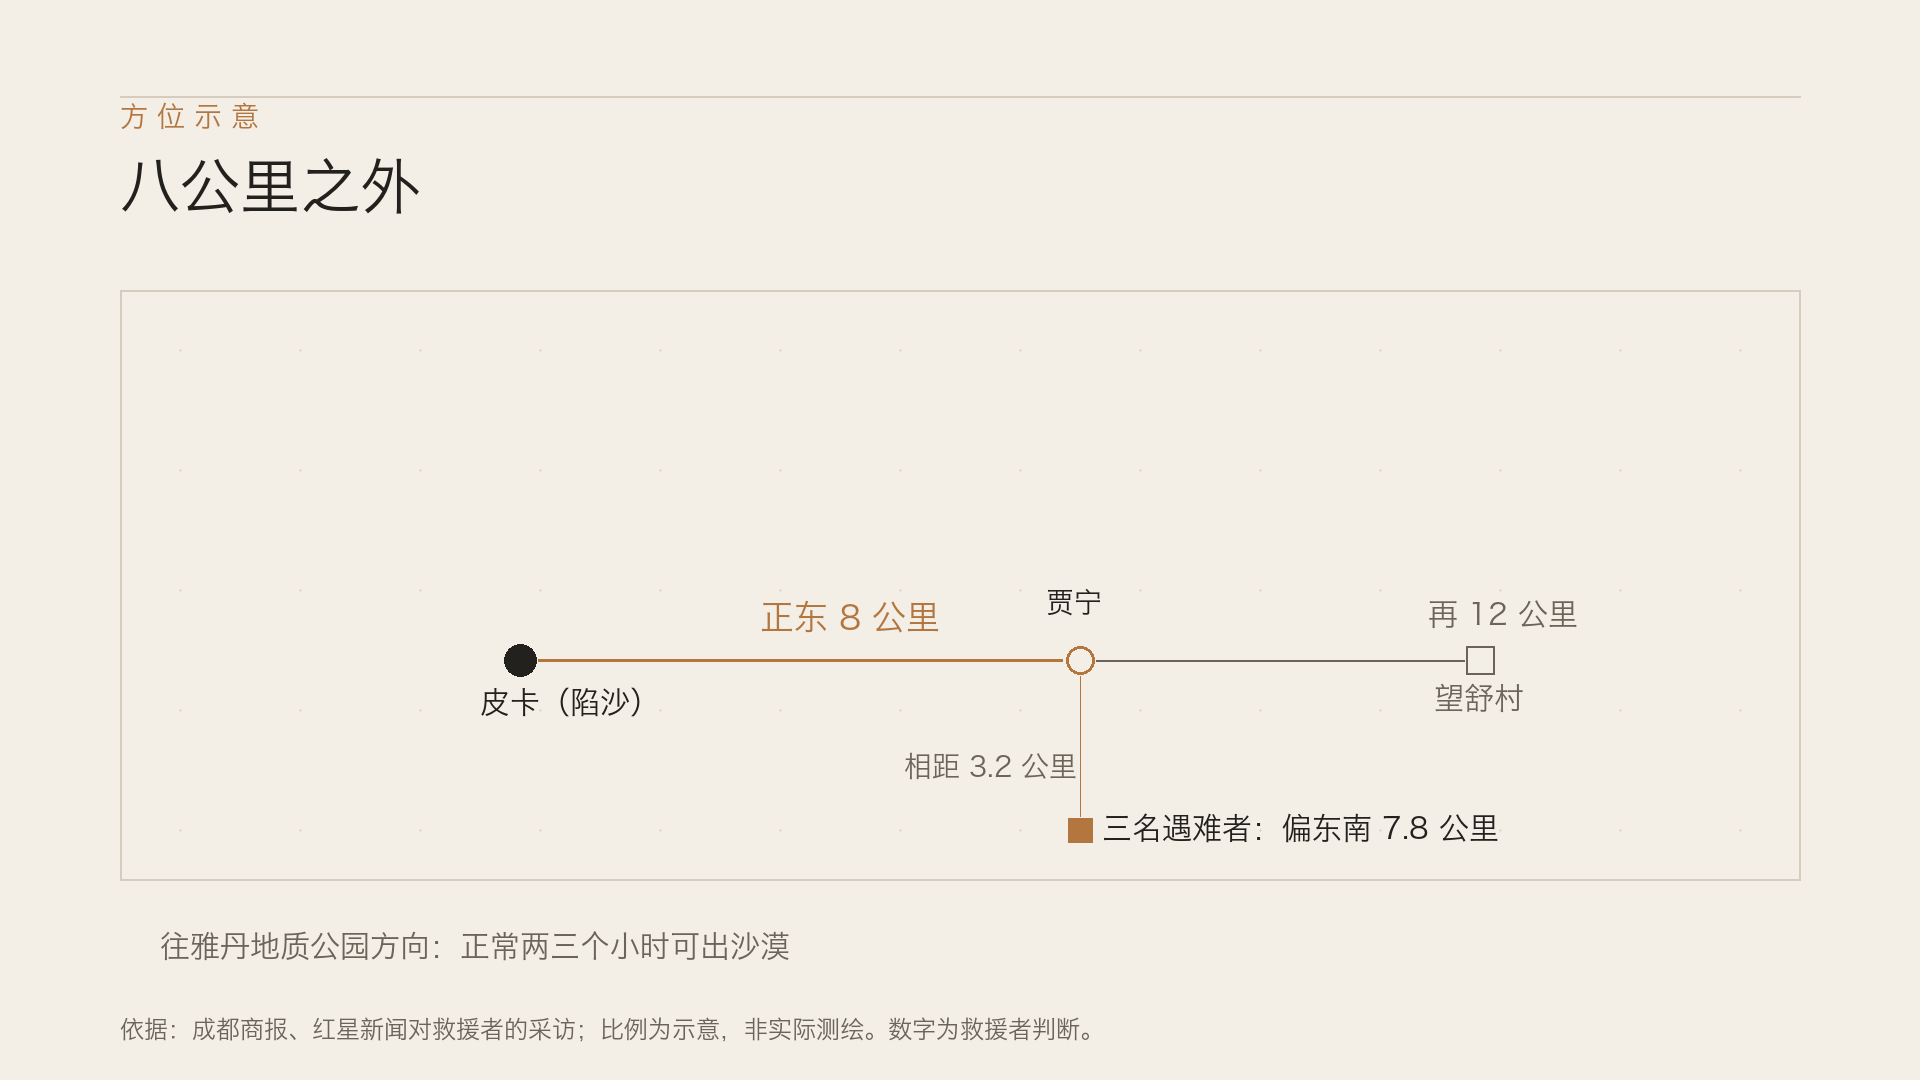 方位示意
八公里之外
正东 8 公里
贾宁
再 12 公里
皮卡（陷沙）
望舒村
相距 3.2 公里
三名遇难者：偏东南 7.8 公里
往雅丹地质公园方向：正常两三个小时可出沙漠
依据：成都商报、红星新闻对救援者的采访；比例为示意，非实际测绘。数字为救援者判断。